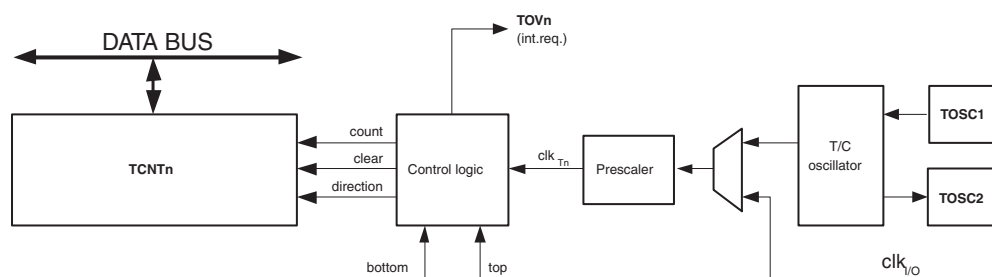 DATA BUS
TOVn
(int.req.)
TCNTn
count
clear
direction
Control logic
clk Tn
Prescaler
T/C
oscillator
TOSC1
TOSC2
bottom
top
clk I/O